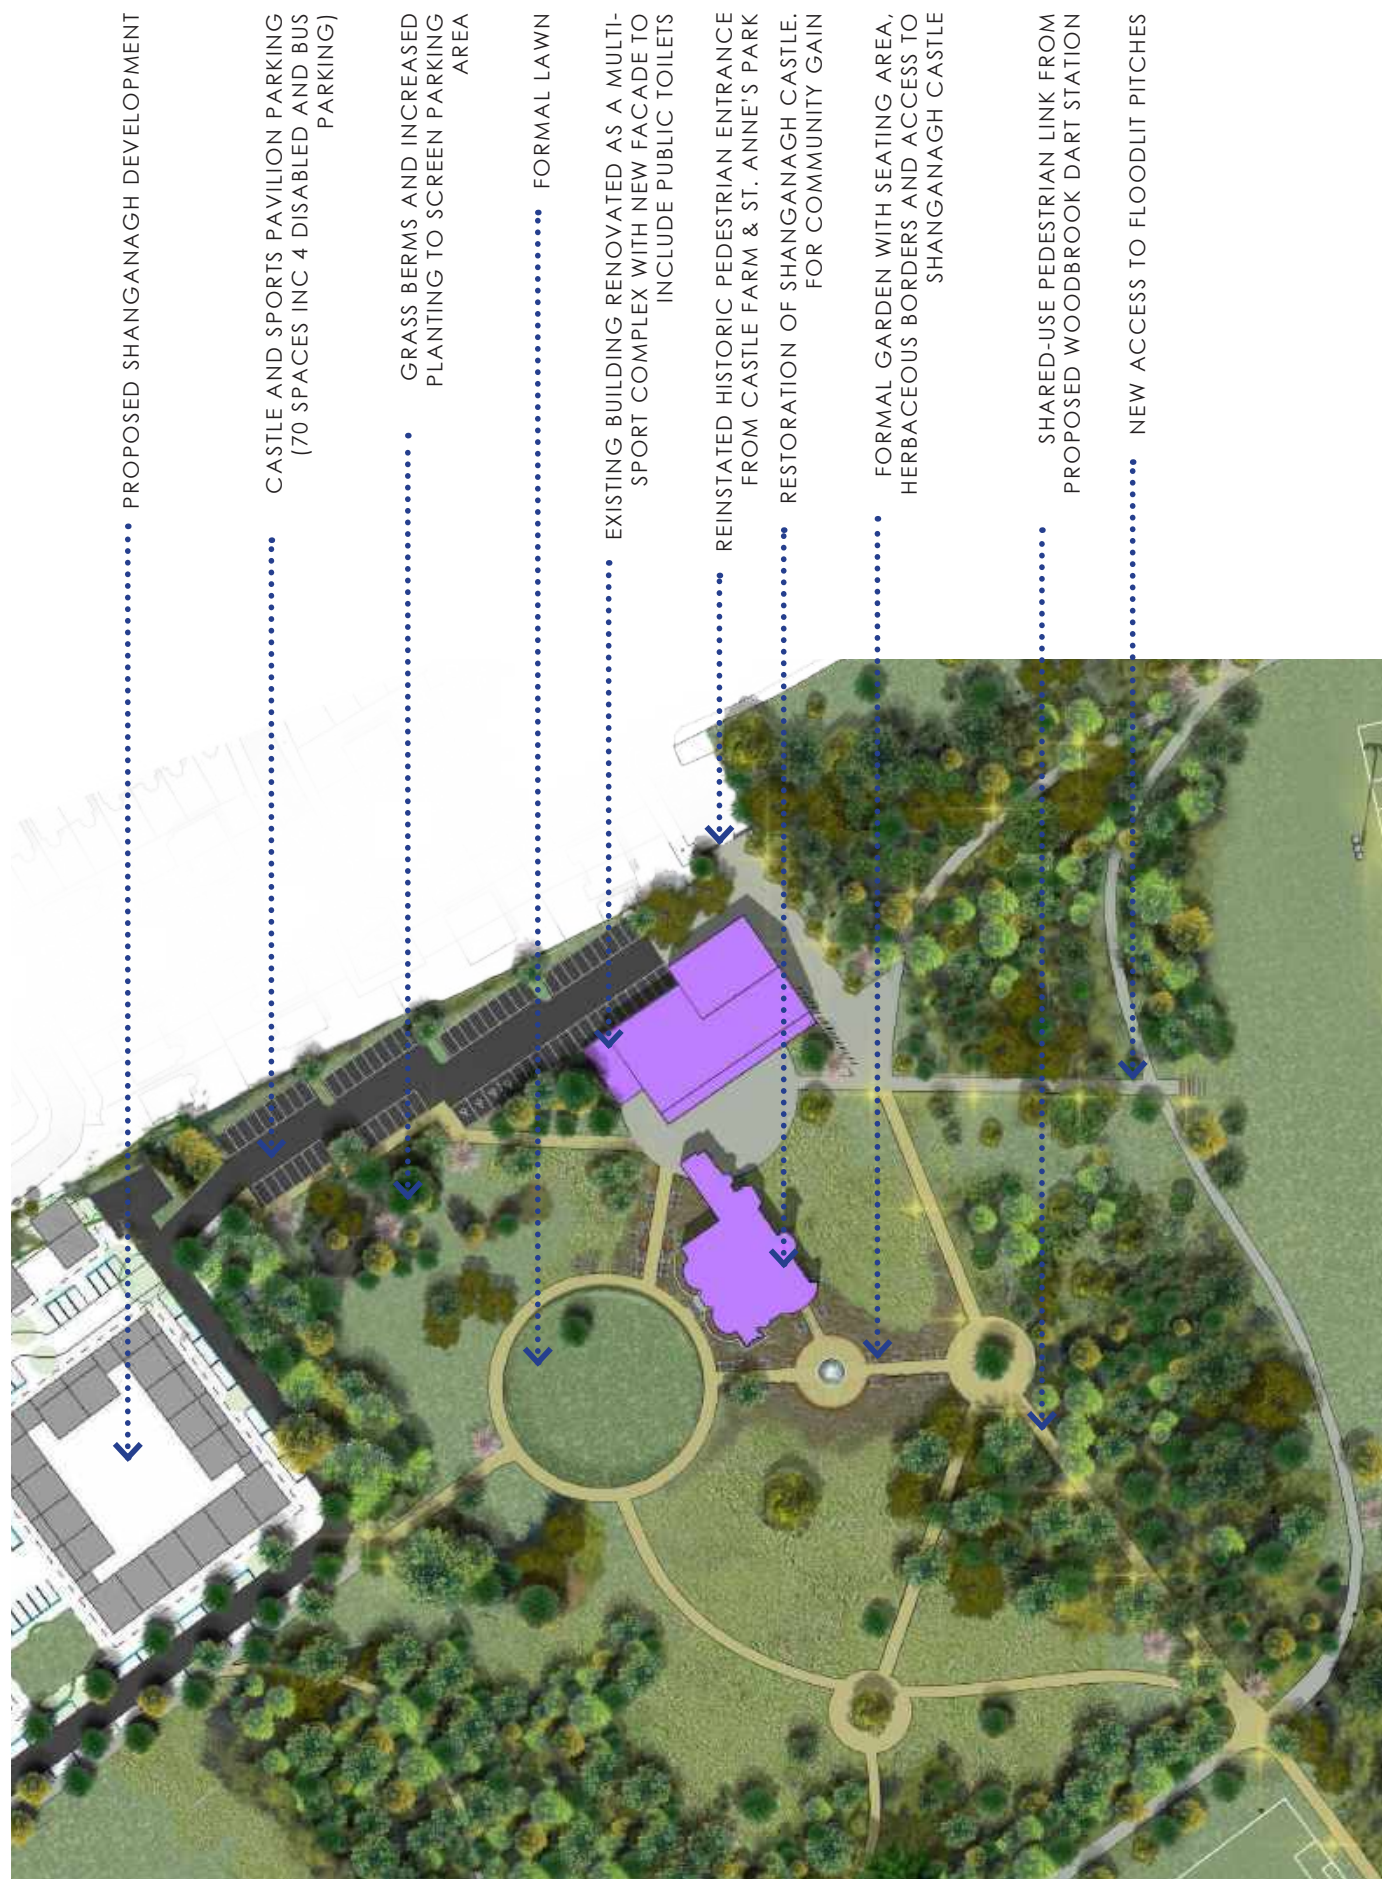 PROPOSED SHANGANAGH DEVELOPMENT
CASTLE AND SPORTS PAVILION PARKING
(70 SPACES INC 4 DISABLED AND BUS
PARKING)
GRASS BERMS AND INCREASED
PLANTING TO SCREEN PARKING
AREA
FORMAL LAWN
EXISTING BUILDING RENOVATED AS A MULTI-
SPORT COMPLEX WITH NEW FACADE TO
INCLUDE PUBLIC TOILETS
REINSTATED HISTORIC PEDESTRIAN ENTRANCE
FROM CASTLE FARM & ST. ANNE'S PARK
RESTORATION OF SHANGANAGH CASTLE.
FOR COMMUNITY GAIN
FORMAL GARDEN WITH SEATING AREA,
HERBACEOUS BORDERS AND ACCESS TO
SHANGANAGH CASTLE
SHARED-USE PEDESTRIAN LINK FROM
PROPOSED WOODBROOK DART STATION
NEW ACCESS TO FLOODLIT PITCHES